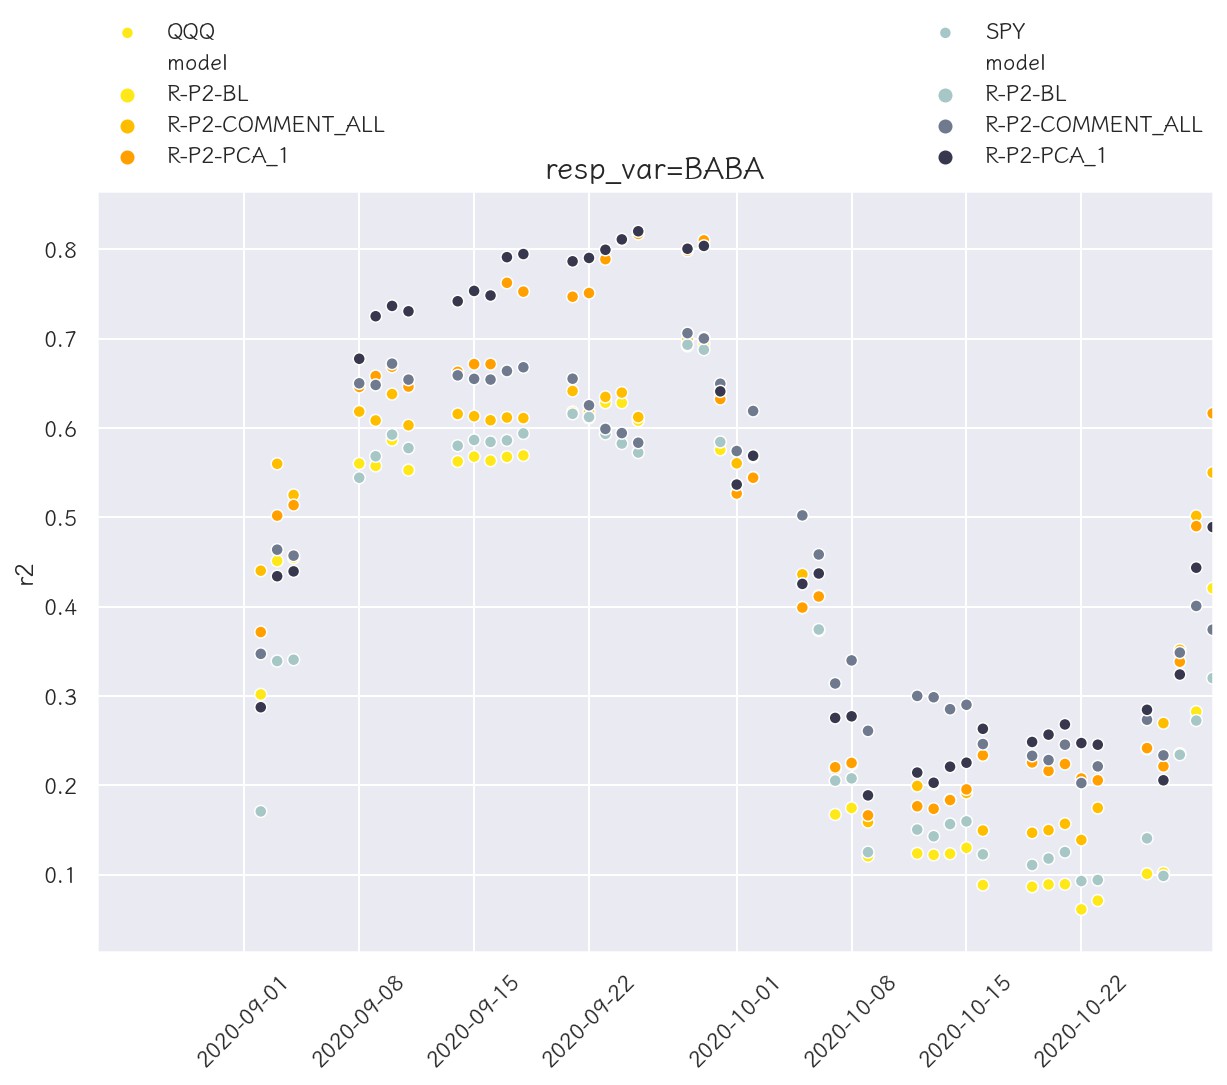 QQQ
model
R-P2-BL
R-P2-COMMENT_ALL
R-P2-PCA_1
SPY
model
R-P2-BL
R-P2-COMMENT_ALL
R-P2-PCA_1
resp_var=BABA
r2
0.8
0.7
0.6
0.5
0.4
0.3
0.2
0.1
2020-09-01
2020-09-08
2020-09-15
2020-09-22
2020-10-01
2020-10-08
2020-10-15
2020-10-22